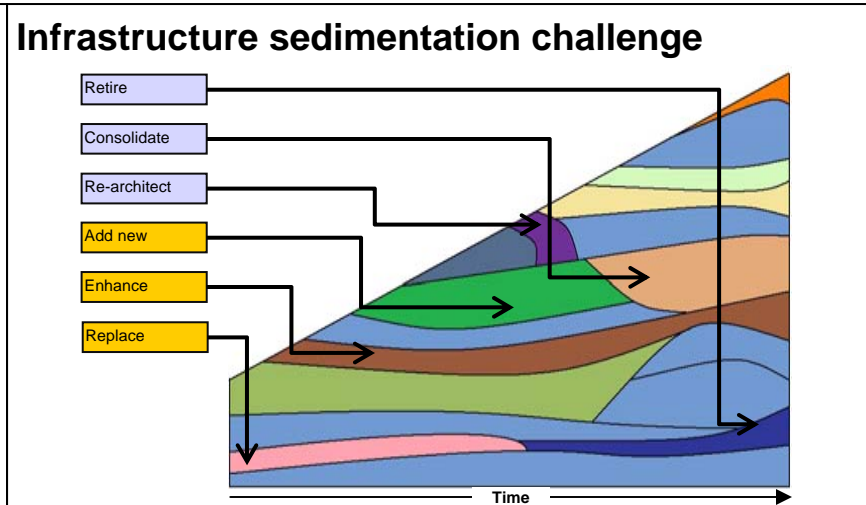 Infrastructure sedimentation challenge
Retire
Consolidate
Re-architect
Add new
Enhance
Replace
Time